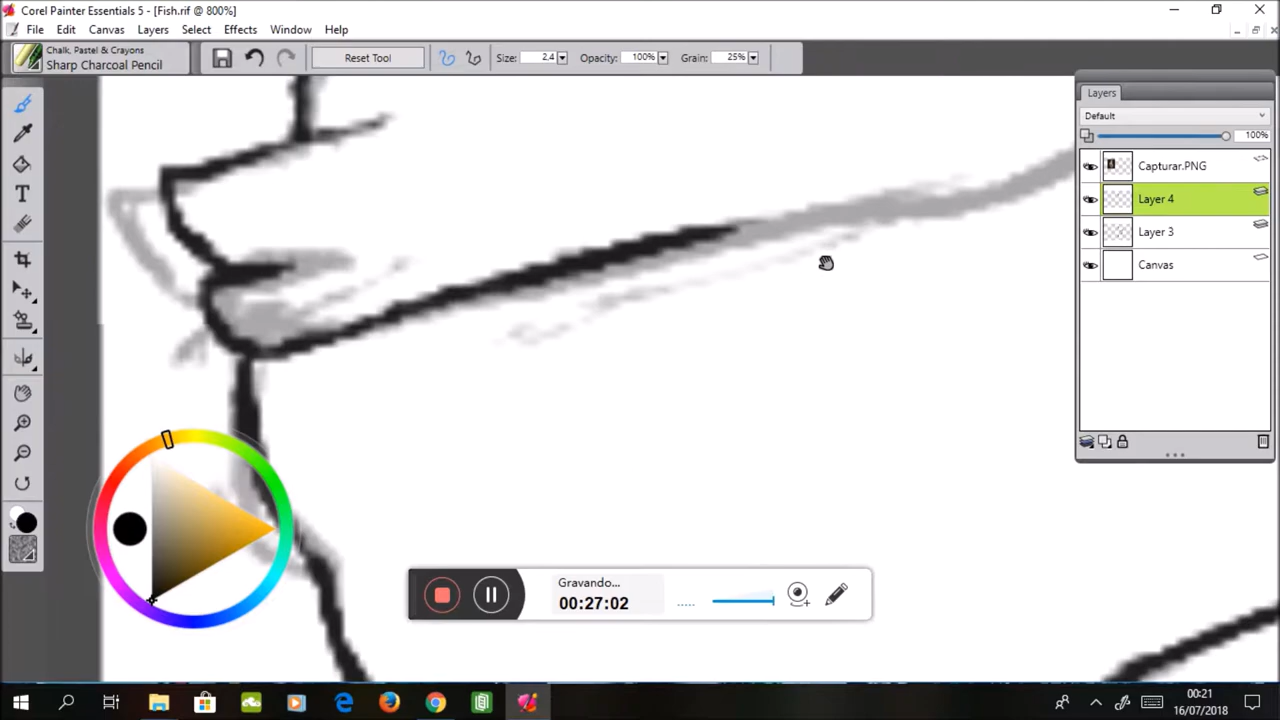 Corel Painter Essentials 5 - [Fish.rif @ 800%]
File Edit Canvas Layers Select Effects Window Help
Chalk, Pastel & Crayons
Sharp Charcoal Pencil
Reset Tool
Size: 2,4
Opacity: 100%
Grain: 25%
Layers
Default
100%
Capturar.PNG
Layer 4
Layer 3
Canvas
Gravando...
00:27:02
00:21
16/07/2018